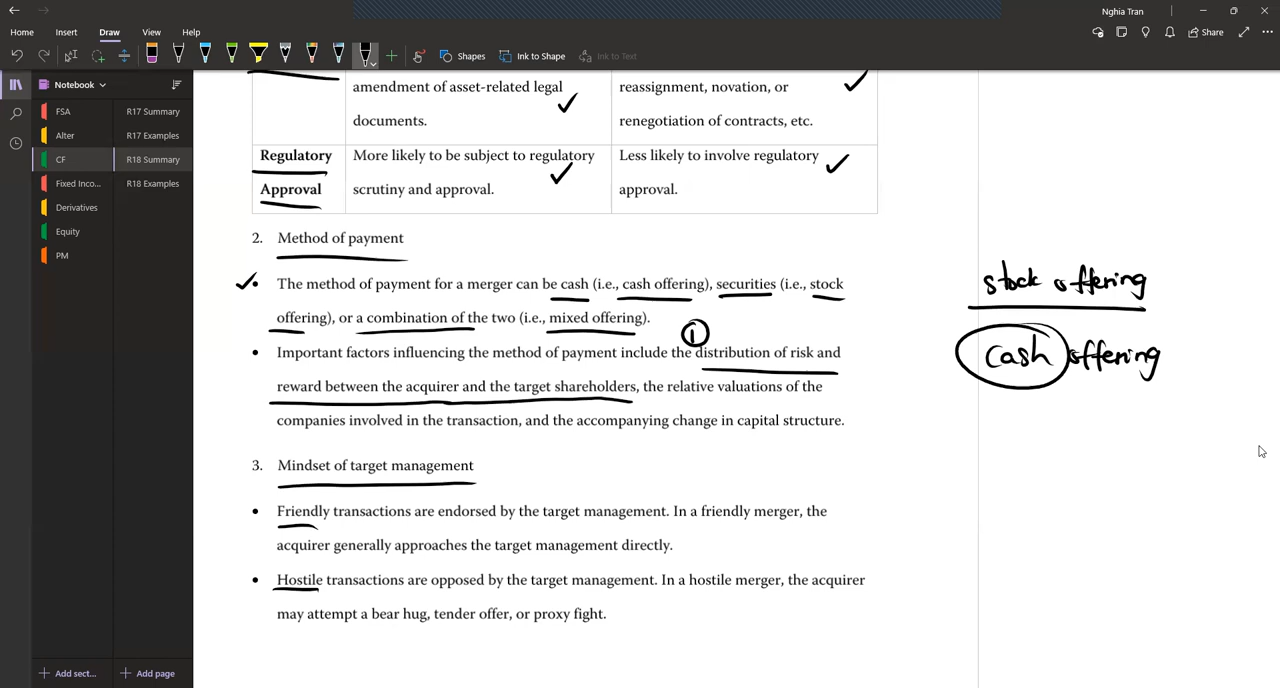 Nghia Tran
Home Insert Draw View Help
Share
Shapes Ink to Shape Ink to Text
Notebook
FSA
Alter
CF
Fixed Inco...
Derivatives
Equity
PM
R17 Summary
R17 Examples
R18 Summary
R18 Examples
Add sect...
Add page
amendment of asset-related legal
documents.
reassignment, novation, or
renegotiation of contracts, etc.
Regulatory
Approval
More likely to be subject to regulatory
scrutiny and approval.
Less likely to involve regulatory
approval.
2. Method of payment
• The method of payment for a merger can be cash (i.e., cash offering), securities (i.e., stock
offering), or a combination of the two (i.e., mixed offering).
①
• Important factors influencing the method of payment include the distribution of risk and
reward between the acquirer and the target shareholders, the relative valuations of the
companies involved in the transaction, and the accompanying change in capital structure.
3. Mindset of target management
• Friendly transactions are endorsed by the target management. In a friendly merger, the
acquirer generally approaches the target management directly.
• Hostile transactions are opposed by the target management. In a hostile merger, the acquirer
may attempt a bear hug, tender offer, or proxy fight.
stock offering
cash offering